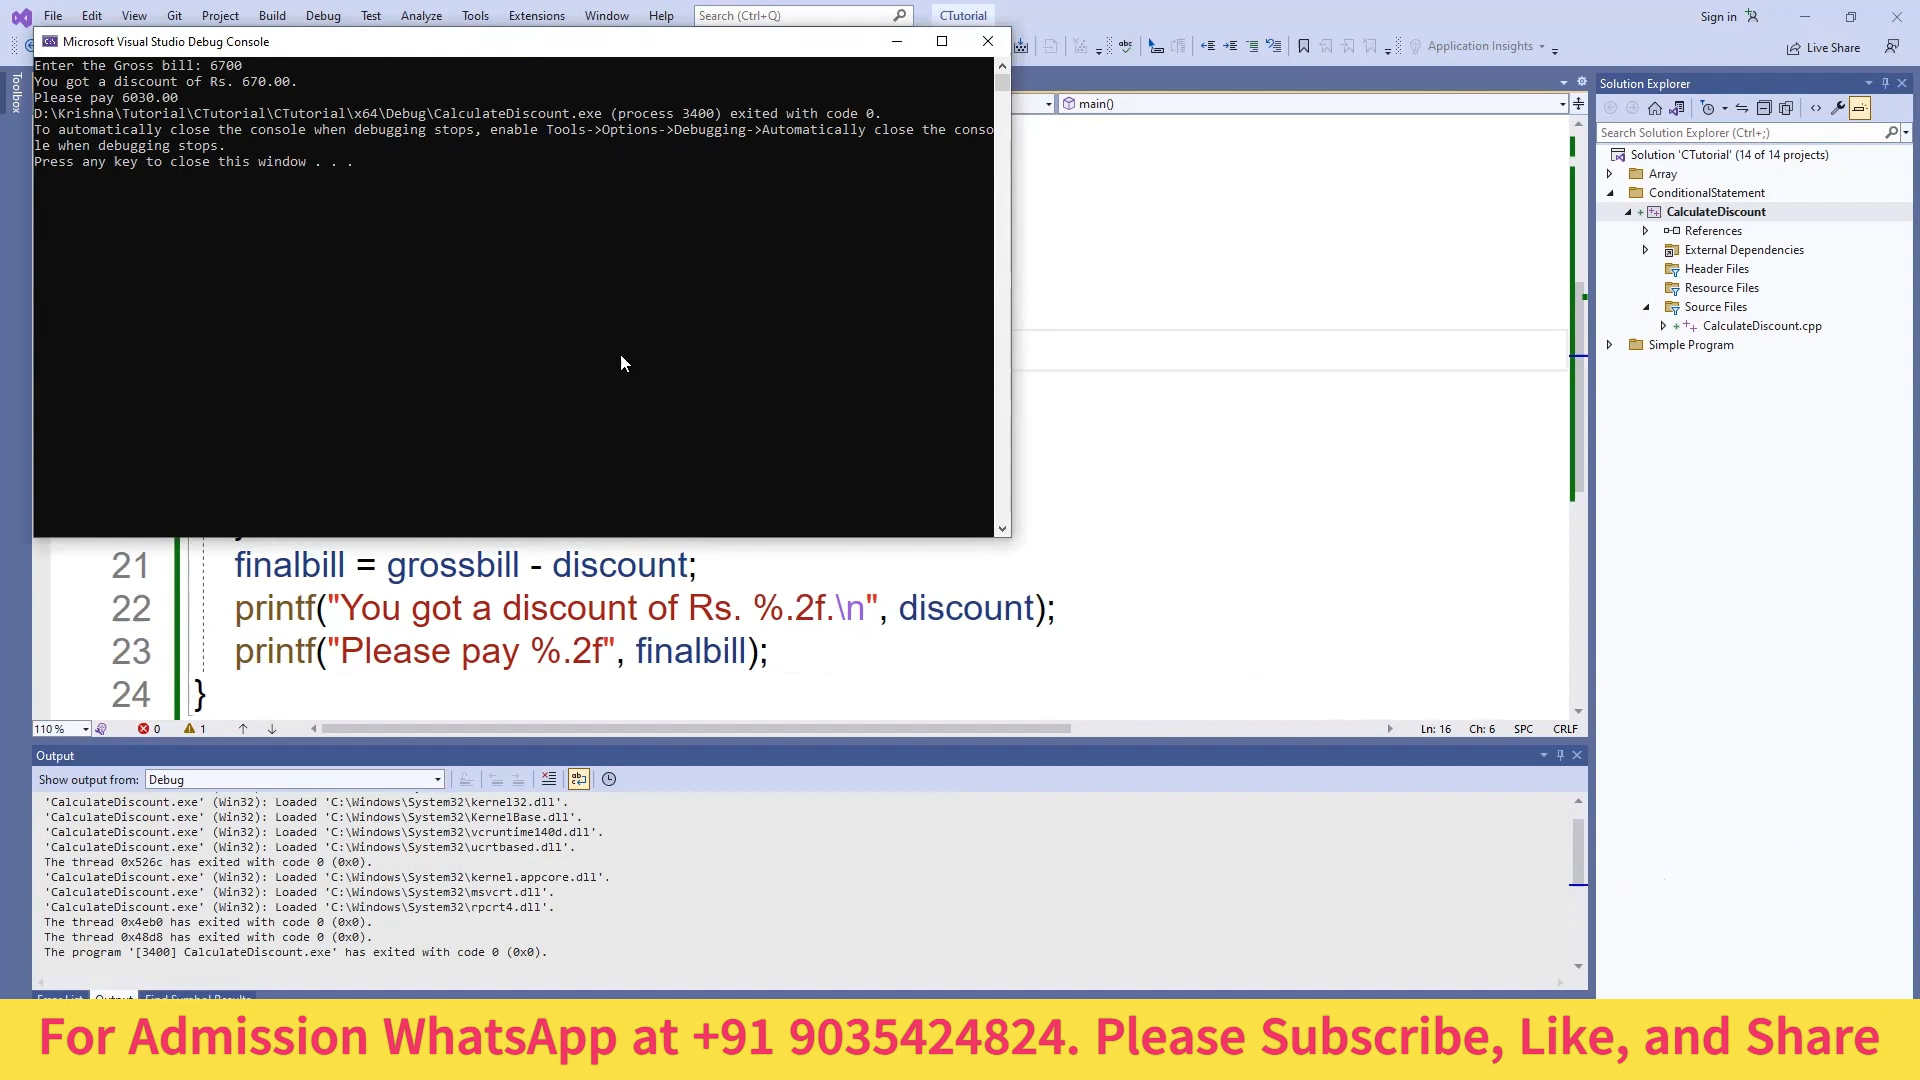 File Edit View Git Project Build Debug Test Analyze Tools Extensions Window Help Search (Ctrl+Q) CTutorial Sign in
Microsoft Visual Studio Debug Console
Application Insights Live Share
Toolbox
Enter the Gross bill: 6700
You got a discount of Rs. 670.00.
Please pay 6030.00
D:\Krishna\Tutorial\CTutorial\CTutorial\x64\Debug\CalculateDiscount.exe (process 3400) exited with code 0.
To automatically close the console when debugging stops, enable Tools->Options->Debugging->Automatically close the conso
le when debugging stops.
Press any key to close this window . . .
main()
21 finalbill = grossbill - discount;
22 printf("You got a discount of Rs. %.2f.\n", discount);
23 printf("Please pay %.2f", finalbill);
24 }
110 % 0 1 Ln: 16 Ch: 6 SPC CRLF
Solution Explorer
Search Solution Explorer (Ctrl+;)
Solution 'CTutorial' (14 of 14 projects)
Array
ConditionalStatement
CalculateDiscount
References
External Dependencies
Header Files
Resource Files
Source Files
CalculateDiscount.cpp
Simple Program
Output
Show output from: Debug
'CalculateDiscount.exe' (Win32): Loaded 'C:\Windows\System32\kernel32.dll'.
'CalculateDiscount.exe' (Win32): Loaded 'C:\Windows\System32\KernelBase.dll'.
'CalculateDiscount.exe' (Win32): Loaded 'C:\Windows\System32\vcruntime140d.dll'.
'CalculateDiscount.exe' (Win32): Loaded 'C:\Windows\System32\ucrtbased.dll'.
The thread 0x526c has exited with code 0 (0x0).
'CalculateDiscount.exe' (Win32): Loaded 'C:\Windows\System32\kernel.appcore.dll'.
'CalculateDiscount.exe' (Win32): Loaded 'C:\Windows\System32\msvcrt.dll'.
'CalculateDiscount.exe' (Win32): Loaded 'C:\Windows\System32\rpcrt4.dll'.
The thread 0x4eb0 has exited with code 0 (0x0).
The thread 0x48d8 has exited with code 0 (0x0).
The program '[3400] CalculateDiscount.exe' has exited with code 0 (0x0).
Error List Output Find Symbol Results
For Admission WhatsApp at +91 9035424824. Please Subscribe, Like, and Share